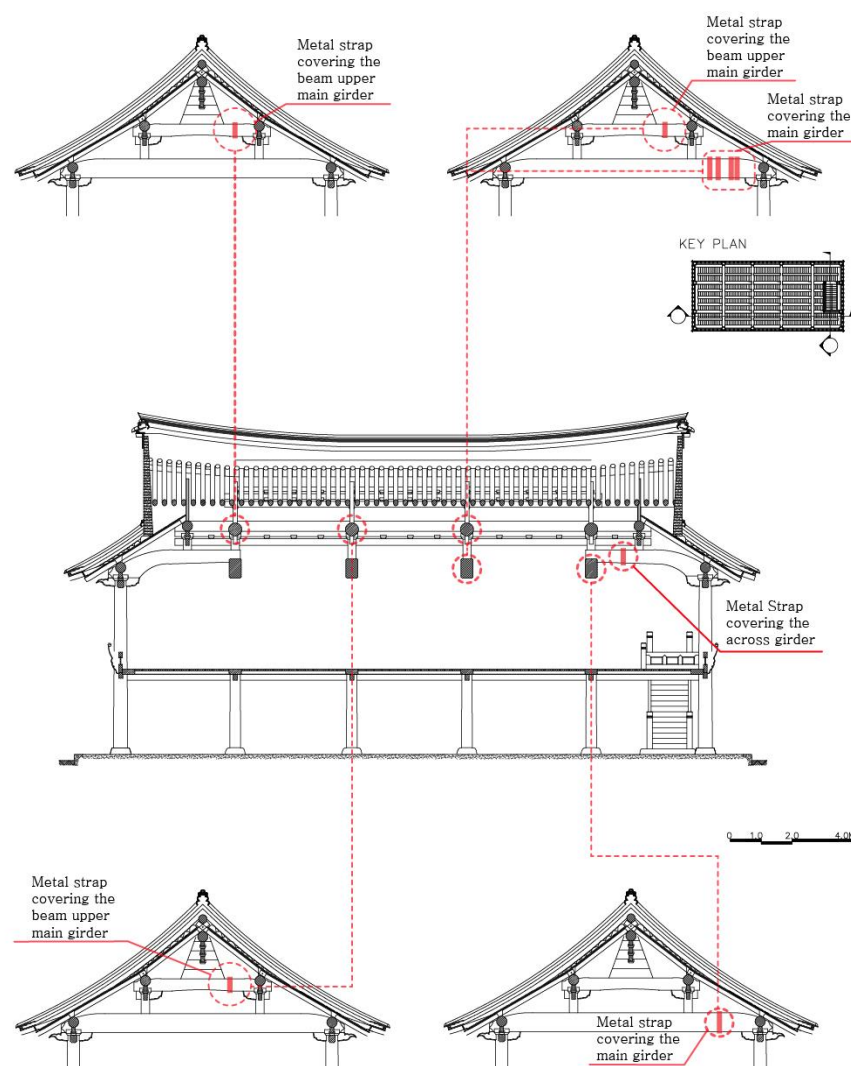 Metal strap
covering the
beam upper
main girder
Metal strap
covering the
beam upper
main girder
Metal strap
covering the
main girder
KEY PLAN
Metal Strap
covering the
across girder
0 1.0 2.0 4.0
Metal strap
covering the
beam upper
main girder
Metal strap
covering the
main girder